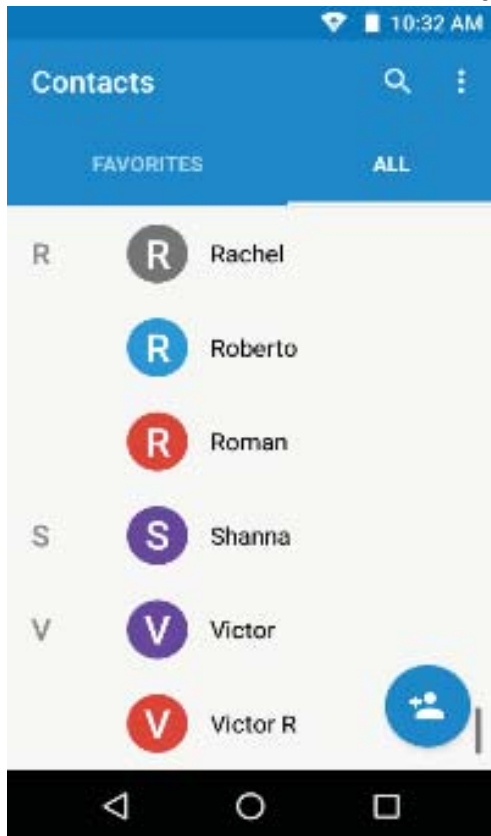 10:32 AM
Contacts
FAVORITES ALL
R R Rachel
R Roberto
R Roman
S S Shanna
V V Victor
V Victor R